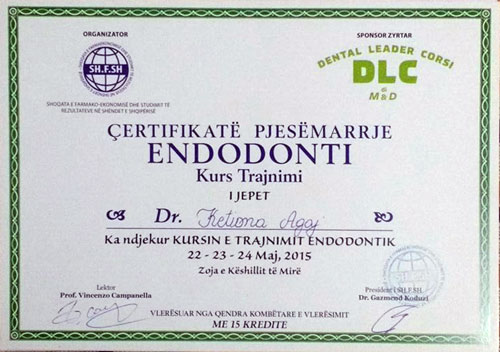 ORGANIZATOR
SH.F.SH
SHOQATA E FARMAKO-EKONOMISË DHE STUDIMIT TË
REZULTATEVE NË SHËNDET E SHQIPËRISË
SPONSOR ZYRTAR
DENTAL LEADER CORSI
DLC
di
M&D
ÇERTIFIKATË PJESËMARRJE
ENDODONTI
Kurs Trajnimi
I JEPET
Dr. Ketiona Agaj
Ka ndjekur KURSIN E TRAJNIMIT ENDODONTIK
22 - 23 - 24 Maj, 2015
Zoja e Këshillit të Mirë
Lektor
Prof. Vincenzo Campanella
President i SH.F.SH
Dr. Gazmend Koduzi
VLERËSUAR NGA QENDRA KOMBËTARE E VLERËSIMIT
ME 15 KREDITE